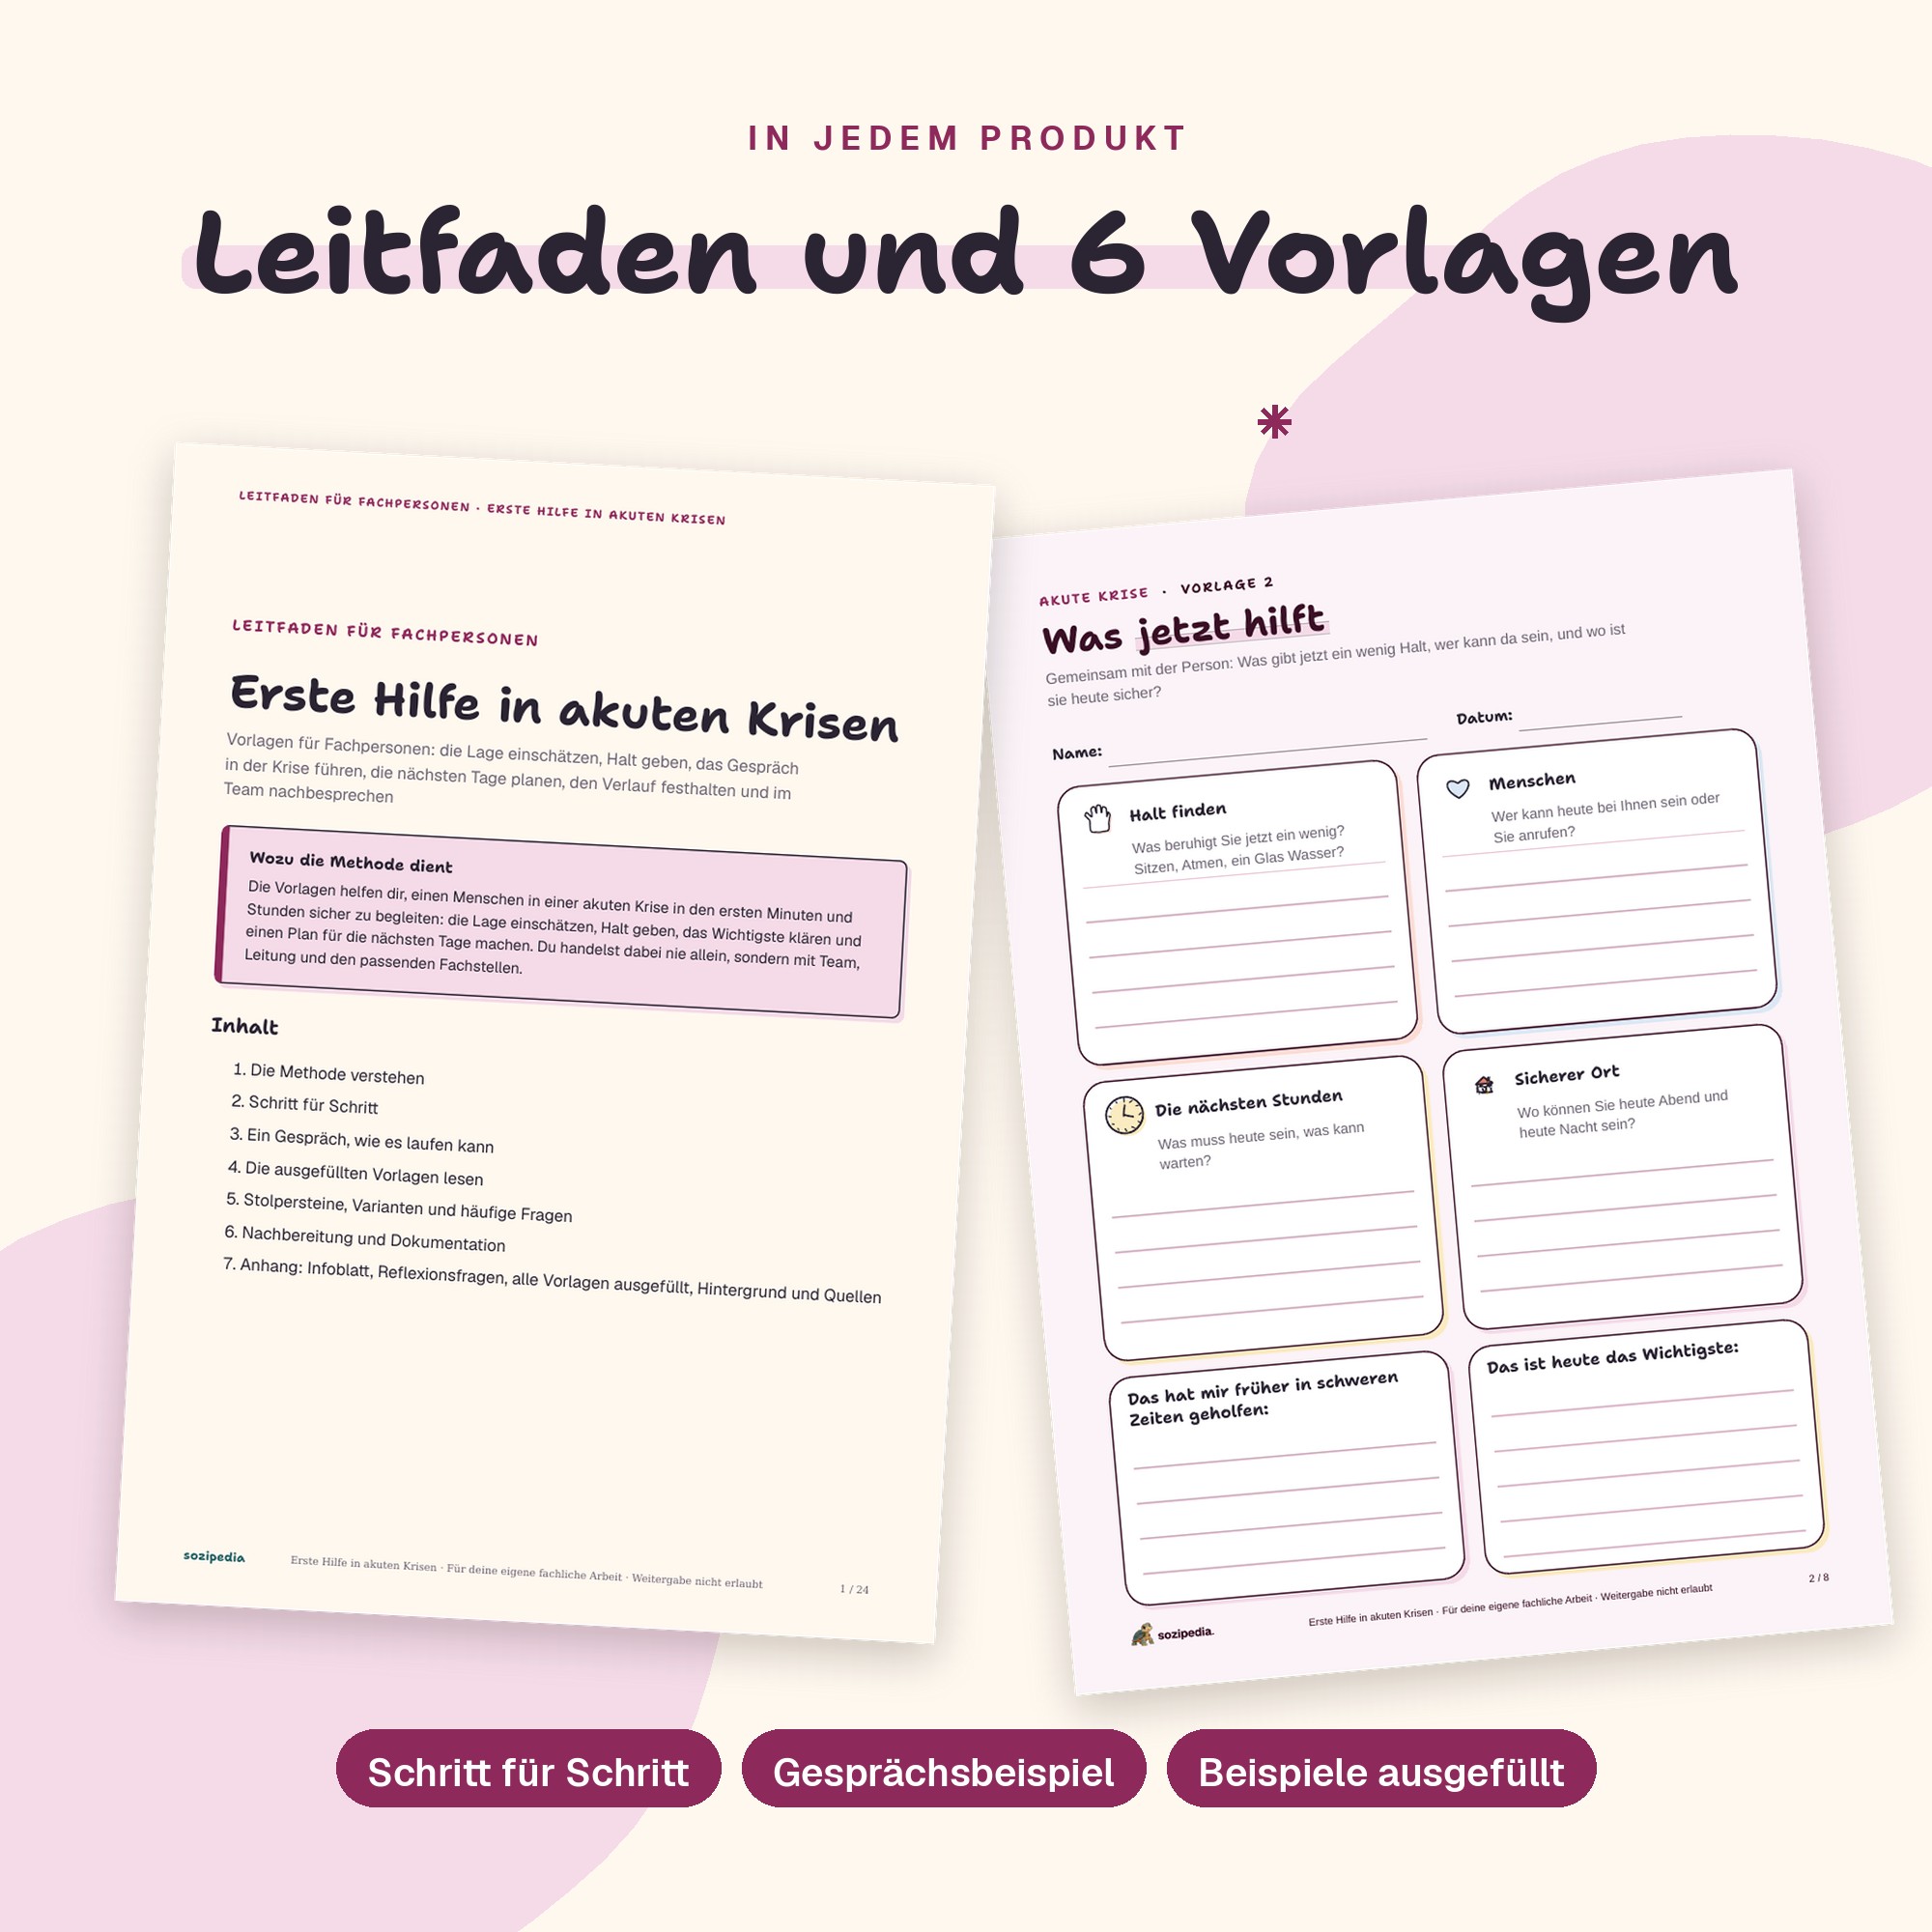 IN JEDEM PRODUKT
Leitfaden und 6 Vorlagen
LEITFADEN FÜR FACHPERSONEN · ERSTE HILFE IN AKUTEN KRISEN
LEITFADEN FÜR FACHPERSONEN
Erste Hilfe in akuten Krisen
Vorlagen für Fachpersonen: die Lage einschätzen, Halt geben, das Gespräch
in der Krise führen, die nächsten Tage planen, den Verlauf festhalten und im
Team nachbesprechen
Wozu die Methode dient
Die Vorlagen helfen dir, einen Menschen in einer akuten Krise in den ersten Minuten und
Stunden sicher zu begleiten: die Lage einschätzen, Halt geben, das Wichtigste klären und
einen Plan für die nächsten Tage machen. Du handelst dabei nie allein, sondern mit Team,
Leitung und den passenden Fachstellen.
Inhalt
1. Die Methode verstehen
2. Schritt für Schritt
3. Ein Gespräch, wie es laufen kann
4. Die ausgefüllten Vorlagen lesen
5. Stolpersteine, Varianten und häufige Fragen
6. Nachbereitung und Dokumentation
7. Anhang: Infoblatt, Reflexionsfragen, alle Vorlagen ausgefüllt, Hintergrund und Quellen
sozipedia
Erste Hilfe in akuten Krisen · Für deine eigene fachliche Arbeit · Weitergabe nicht erlaubt
1 / 24
AKUTE KRISE · VORLAGE 2
Was jetzt hilft
Gemeinsam mit der Person: Was gibt jetzt ein wenig Halt, wer kann da sein, und wo ist
sie heute sicher?
Name:
Datum:
Halt finden
Was beruhigt Sie jetzt ein wenig?
Sitzen, Atmen, ein Glas Wasser?
Menschen
Wer kann heute bei Ihnen sein oder
Sie anrufen?
Die nächsten Stunden
Was muss heute sein, was kann
warten?
Sicherer Ort
Wo können Sie heute Abend und
heute Nacht sein?
Das hat mir früher in schweren
Zeiten geholfen:
Das ist heute das Wichtigste:
sozipedia.
Erste Hilfe in akuten Krisen · Für deine eigene fachliche Arbeit · Weitergabe nicht erlaubt
2 / 8
Schritt für Schritt
Gesprächsbeispiel
Beispiele ausgefüllt